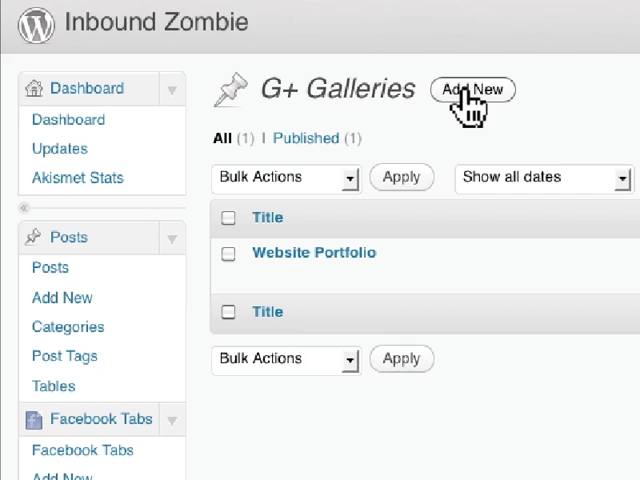 Inbound Zombie
Dashboard
Dashboard
Updates
Akismet Stats
Posts
Posts
Add New
Categories
Post Tags
Tables
Facebook Tabs
Facebook Tabs
Add New
G+ Galleries Add New
All (1) | Published (1)
Bulk Actions Apply Show all dates
Title
Website Portfolio
Title
Bulk Actions Apply